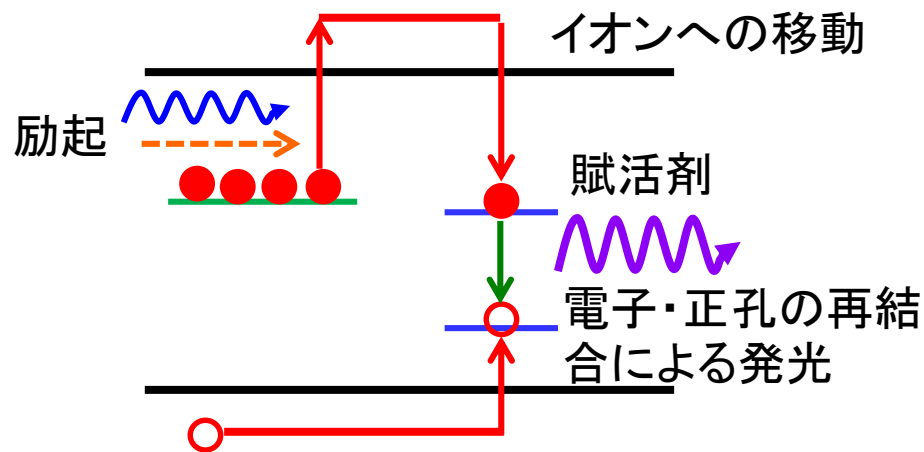 イオンへの移動
励起
賦活剤
電子・正孔の再結
合による発光